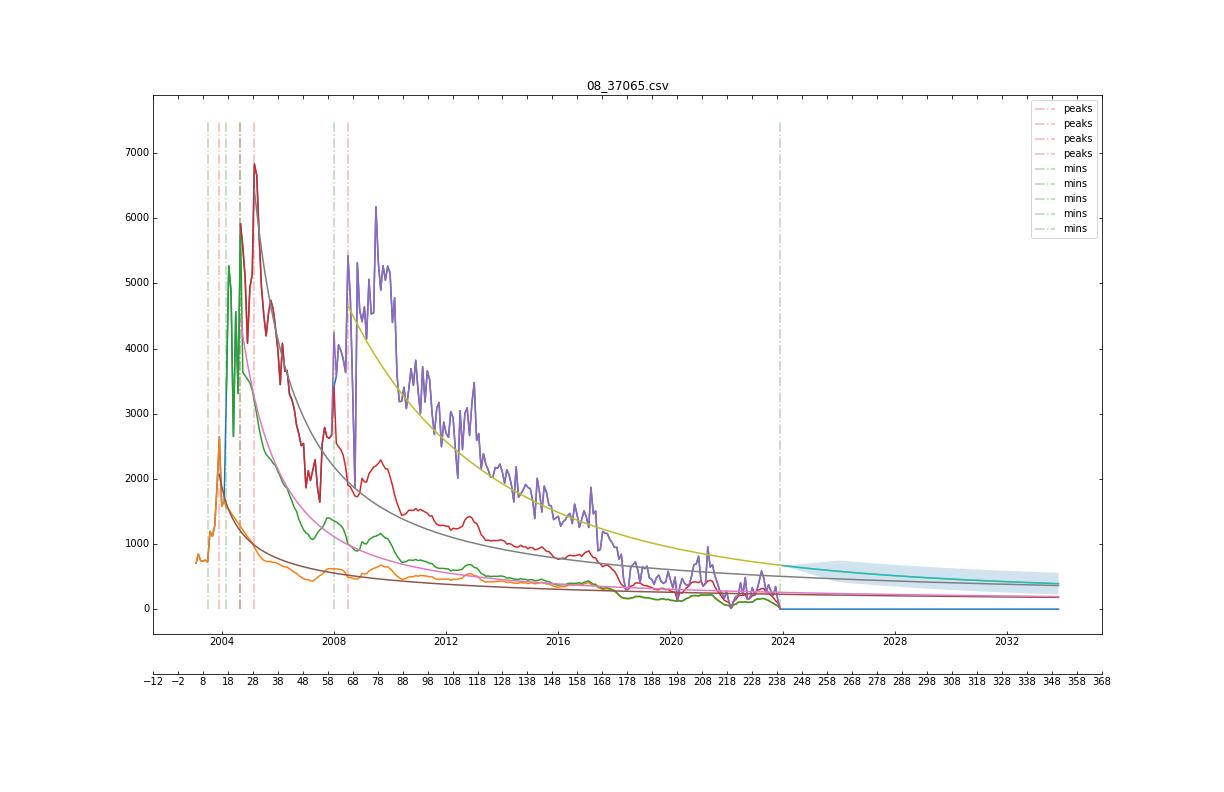 08_37065.csv
peaks
peaks
peaks
peaks
mins
mins
mins
mins
mins
7000
6000
5000
4000
3000
2000
1000
0
2004 2008 2012 2016 2020 2024 2028 2032
−12 −2 8 18 28 38 48 58 68 78 88 98 108 118 128 138 148 158 168 178 188 198 208 218 228 238 248 258 268 278 288 298 308 318 328 338 348 358 368